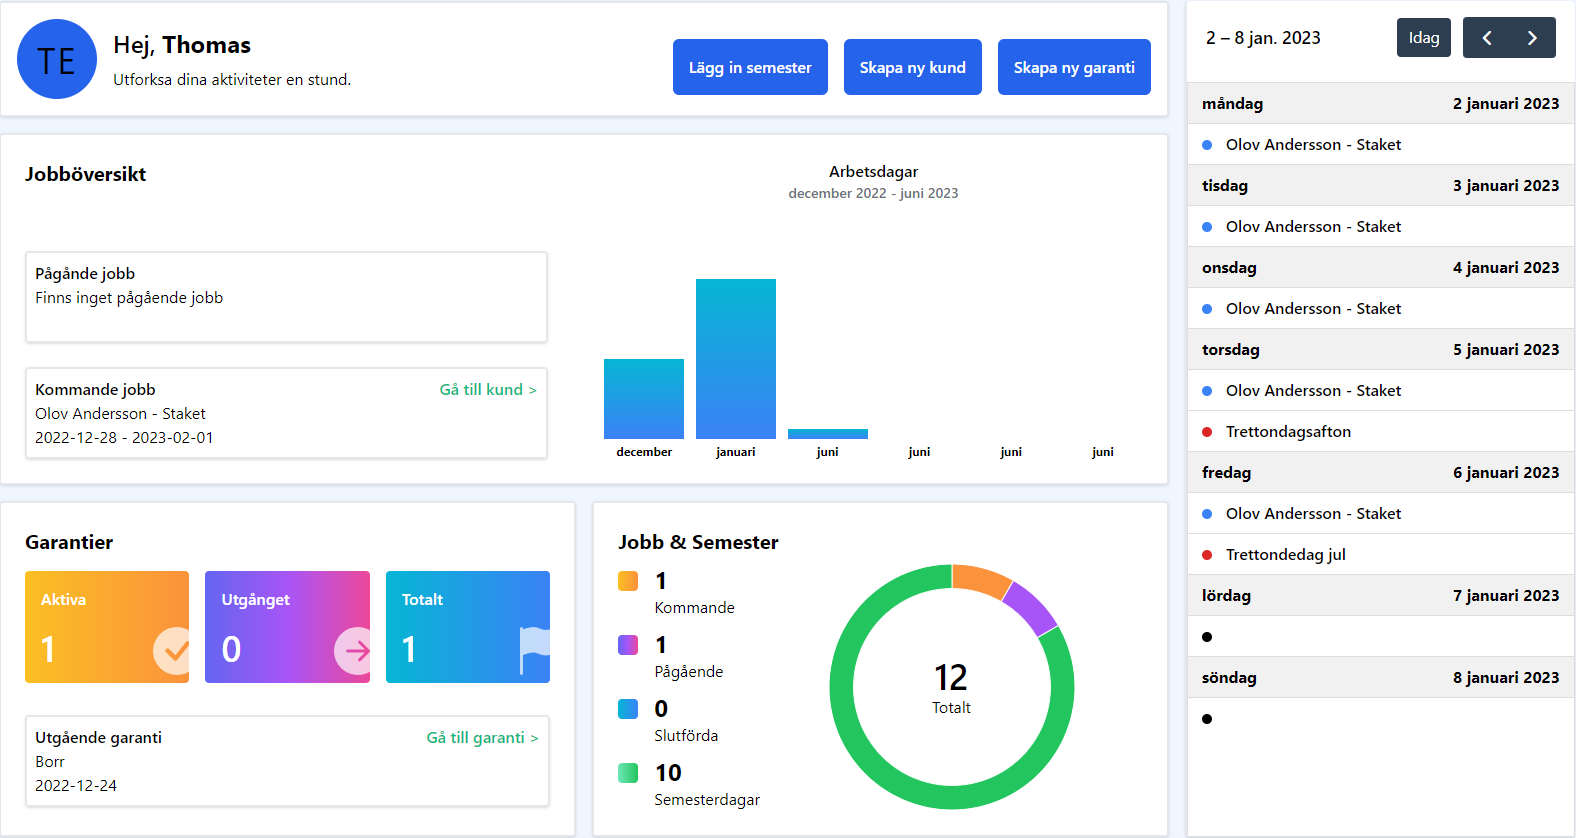 TE
Hej, Thomas
Utforksa dina aktiviteter en stund.
Lägg in semester
Skapa ny kund
Skapa ny garanti
Jobböversikt
Pågånde jobb
Finns inget pågående jobb
Kommande jobb
Gå till kund >
Olov Andersson - Staket
2022-12-28 - 2023-02-01
Arbetsdagar
december 2022 - juni 2023
december januari juni juni juni juni
Garantier
Aktiva
1
Utgånget
0
Totalt
1
Utgående garanti
Gå till garanti >
Borr
2022-12-24
Jobb & Semester
1
Kommande
1
Pågående
0
Slutförda
10
Semesterdagar
12
Totalt
2 – 8 jan. 2023
Idag
måndag 2 januari 2023
Olov Andersson - Staket
tisdag 3 januari 2023
Olov Andersson - Staket
onsdag 4 januari 2023
Olov Andersson - Staket
torsdag 5 januari 2023
Olov Andersson - Staket
Trettondagsafton
fredag 6 januari 2023
Olov Andersson - Staket
Trettondedag jul
lördag 7 januari 2023
söndag 8 januari 2023